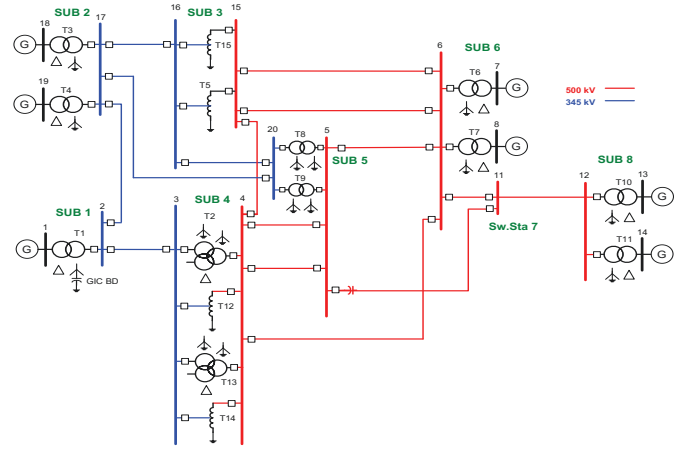 SUB 2
17
18
T3
G
19
T4
G
SUB 3
16
15
T15
T5
6
SUB 6
T6
7
G
8
T7
G
500 kV
345 kV
20
T8
5
T9
SUB 5
11
Sw.Sta 7
12
SUB 8
T10
13
G
T11
14
G
SUB 1
2
1
T1
G
GIC BD
3
SUB 4
4
T2
T12
T13
T14